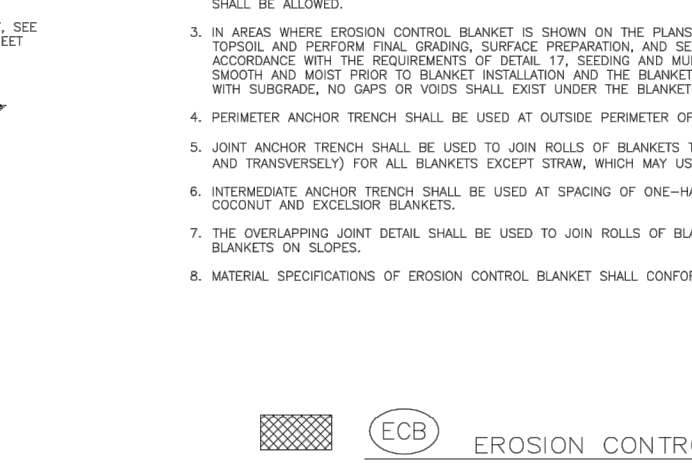 SHALL BE ALLOWED.
, SEE
EET
3. IN AREAS WHERE EROSION CONTROL BLANKET IS SHOWN ON THE PLANS
TOPSOIL AND PERFORM FINAL GRADING, SURFACE PREPARATION, AND SE
ACCORDANCE WITH THE REQUIREMENTS OF DETAIL 17, SEEDING AND MU
SMOOTH AND MOIST PRIOR TO BLANKET INSTALLATION AND THE BLANKET
WITH SUBGRADE, NO GAPS OR VOIDS SHALL EXIST UNDER THE BLANKET
4. PERIMETER ANCHOR TRENCH SHALL BE USED AT OUTSIDE PERIMETER OF
5. JOINT ANCHOR TRENCH SHALL BE USED TO JOIN ROLLS OF BLANKETS
AND TRANSVERSELY) FOR ALL BLANKETS EXCEPT STRAW, WHICH MAY US
6. INTERMEDIATE ANCHOR TRENCH SHALL BE USED AT SPACING OF ONE-HA
COCONUT AND EXCELSIOR BLANKETS.
7. THE OVERLAPPING JOINT DETAIL SHALL BE USED TO JOIN ROLLS OF BLA
BLANKETS ON SLOPES.
8. MATERIAL SPECIFICATIONS OF EROSION CONTROL BLANKET SHALL CONFOR
ECB
EROSION CONTRO